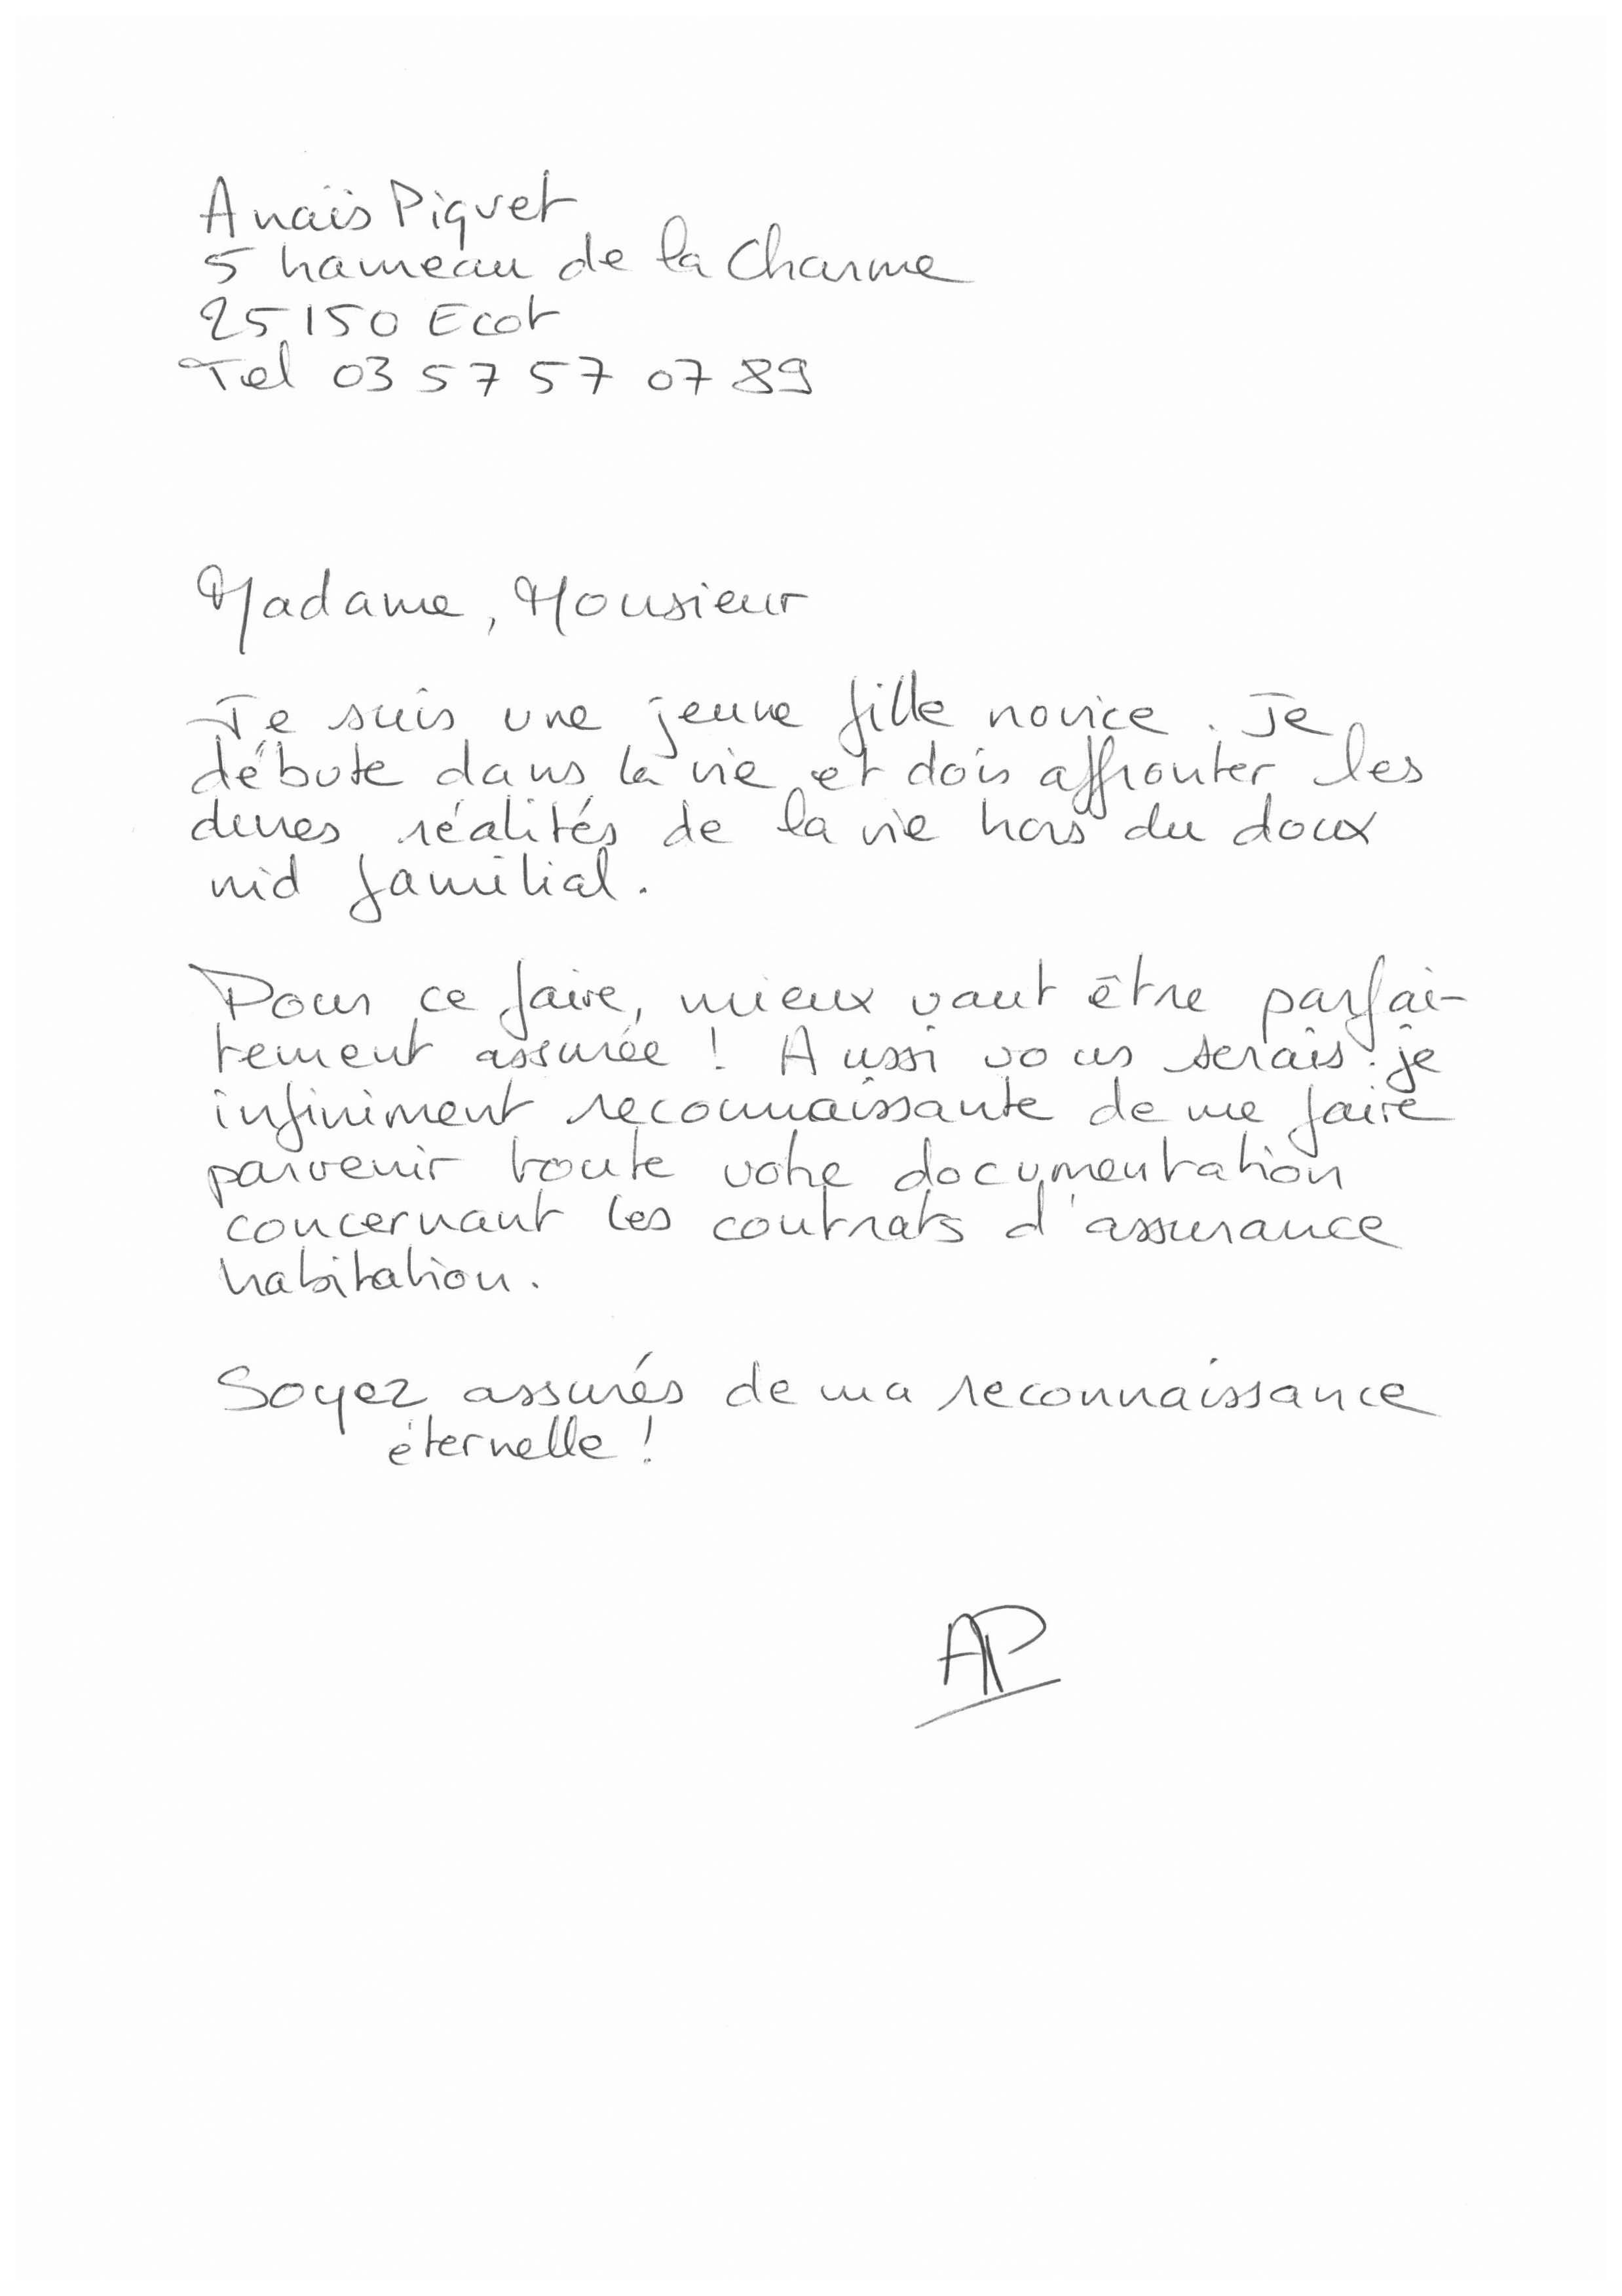 Anaïs Piquet
5 hameau de la Charme
25150 Ecot
Tel 03 57 57 07 89
Madame, Monsieur
Je suis une jeune fille novice. Je
débute dans la vie et dois affronter les
dures réalités de la vie hors du doux
nid familial.
Pour ce faire, mieux vaut être parfai-
tement assurée ! Aussi vous serais-je
infiniment reconnaissante de me faire
parvenir toute votre documentation
concernant les contrats d'assurance
habitation.
Soyez assurés de ma reconnaissance
éternelle !
AP